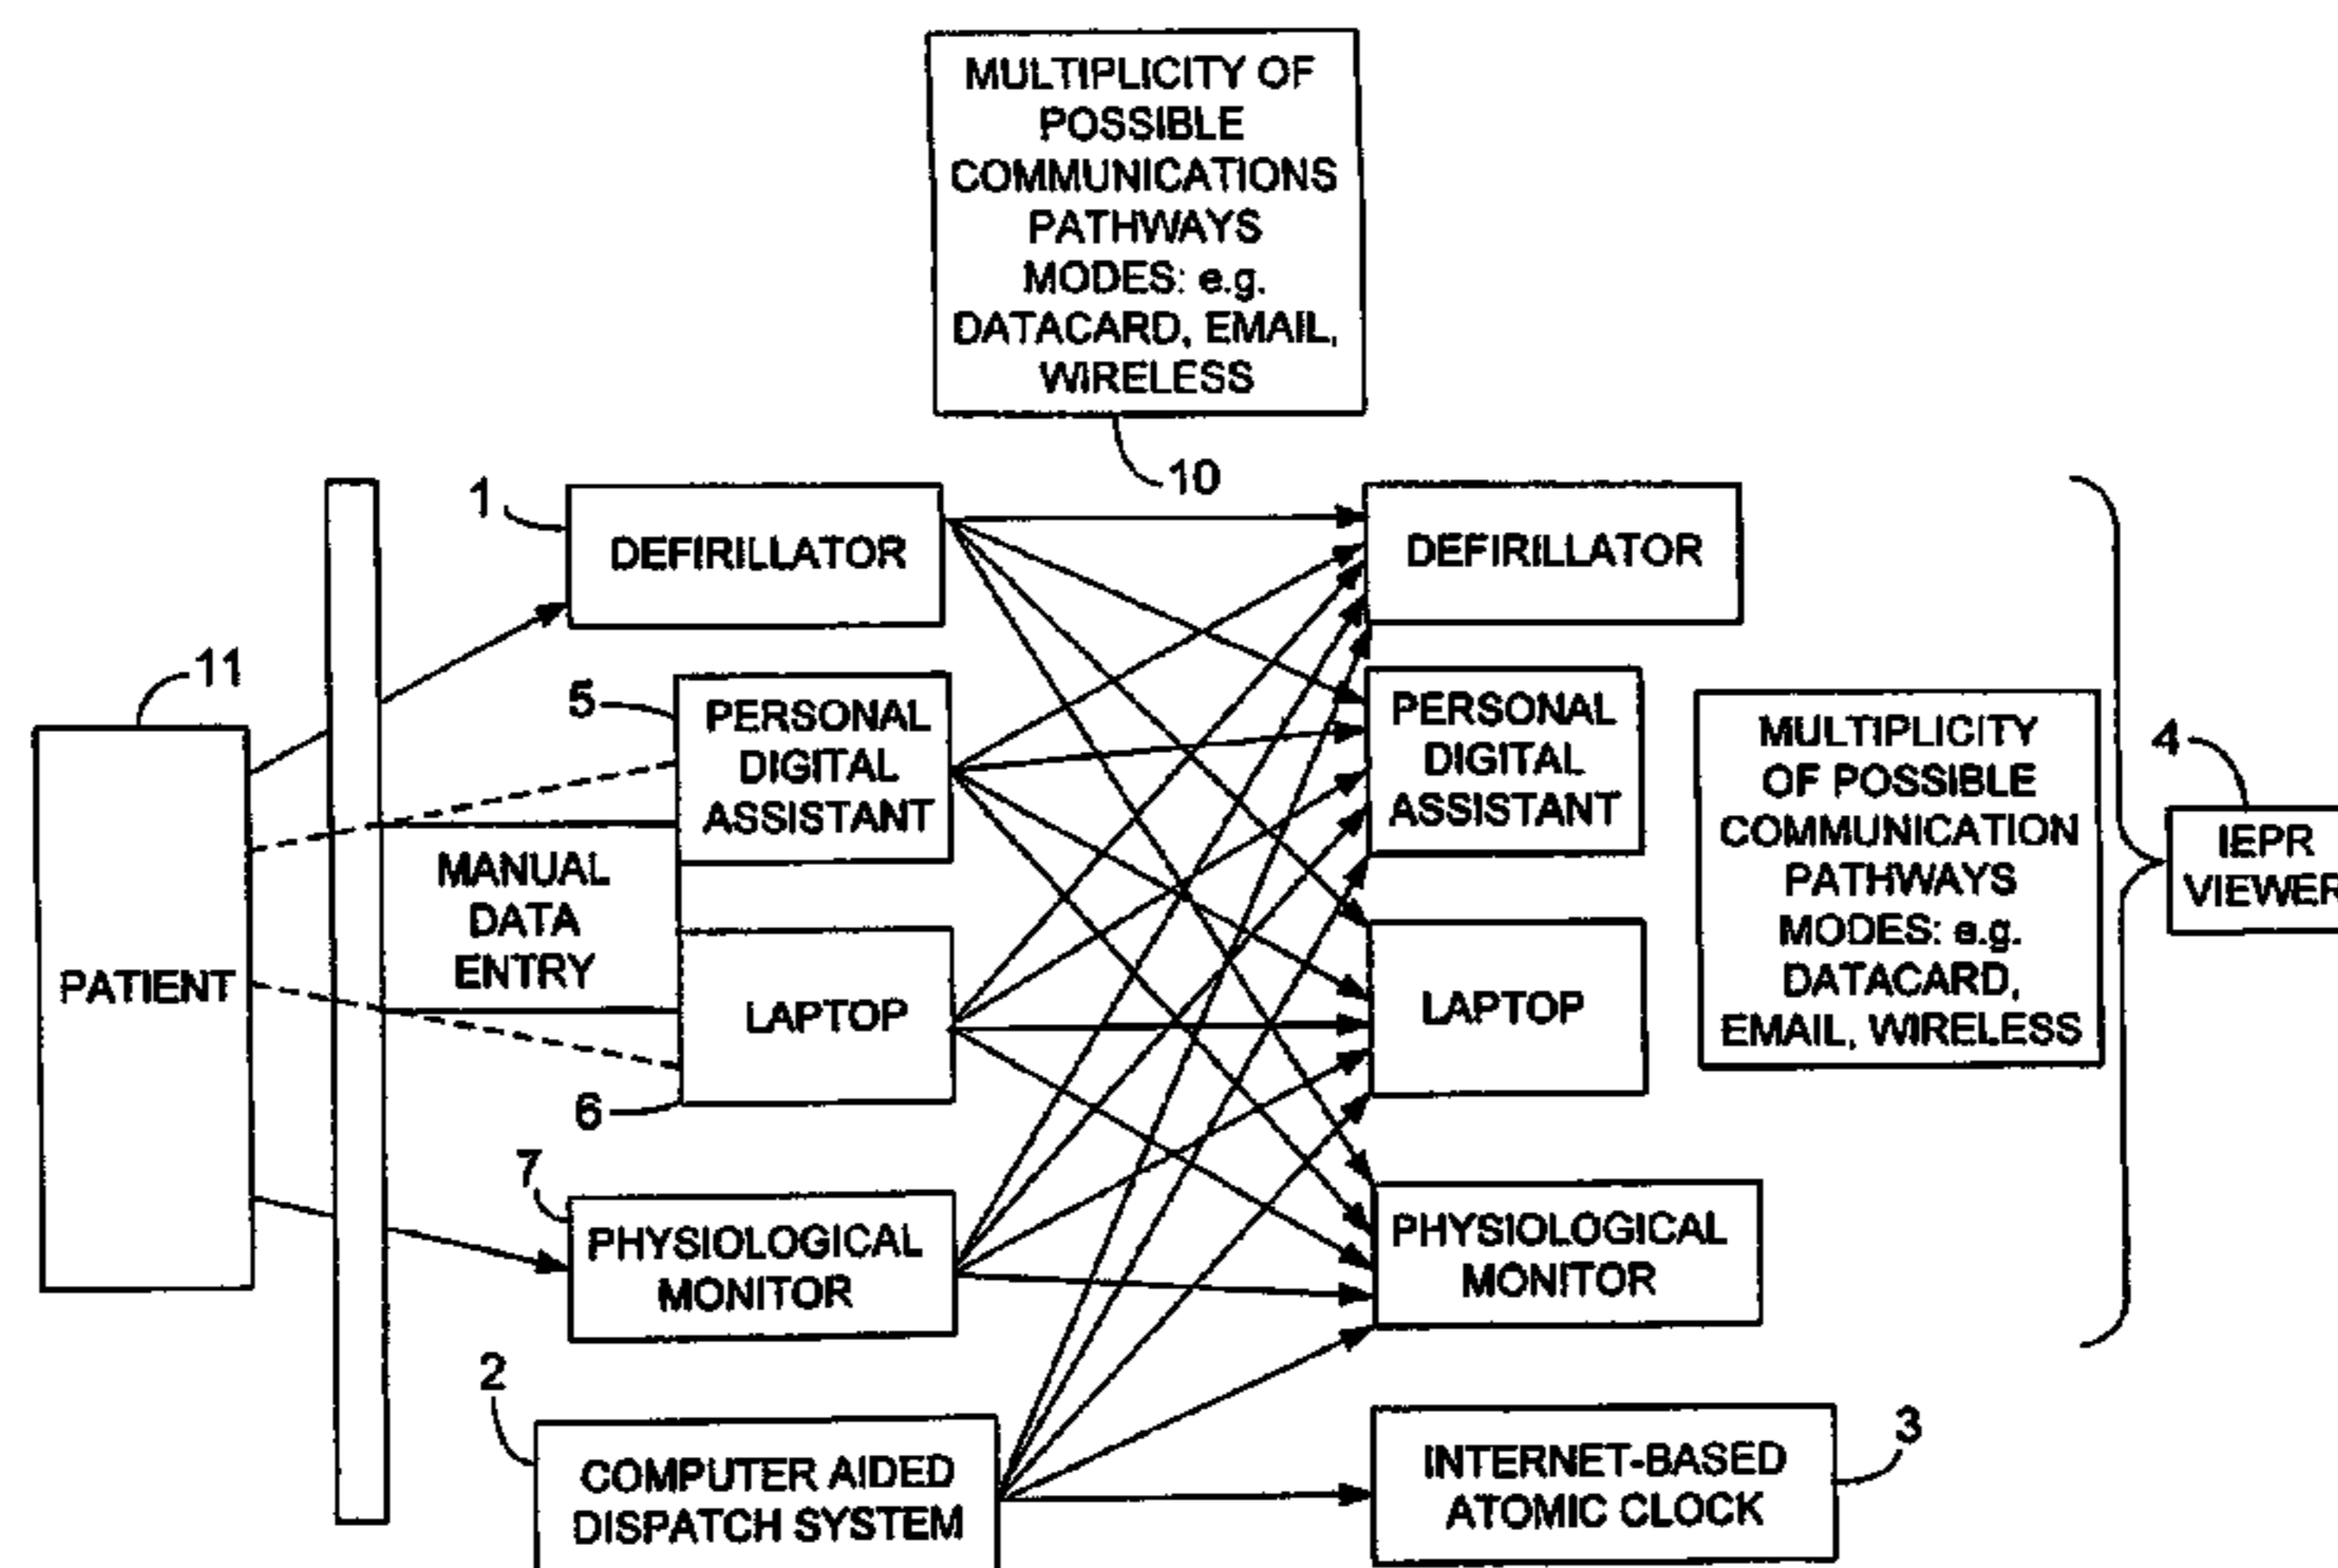 MULTIPLICITY OF
POSSIBLE
COMMUNICATIONS
PATHWAYS
MODES: e.g.
DATACARD, EMAIL,
WIRELESS
10
1
DEFIRILLATOR
DEFIRILLATOR
11
PATIENT
5
PERSONAL
DIGITAL
ASSISTANT
PERSONAL
DIGITAL
ASSISTANT
MANUAL
DATA
ENTRY
6
LAPTOP
LAPTOP
MULTIPLICITY
OF POSSIBLE
COMMUNICATION
PATHWAYS
MODES: e.g.
DATACARD,
EMAIL, WIRELESS
4
IEPR
VIEWER
7
PHYSIOLOGICAL
MONITOR
PHYSIOLOGICAL
MONITOR
2
COMPUTER AIDED
DISPATCH SYSTEM
INTERNET-BASED
ATOMIC CLOCK
3